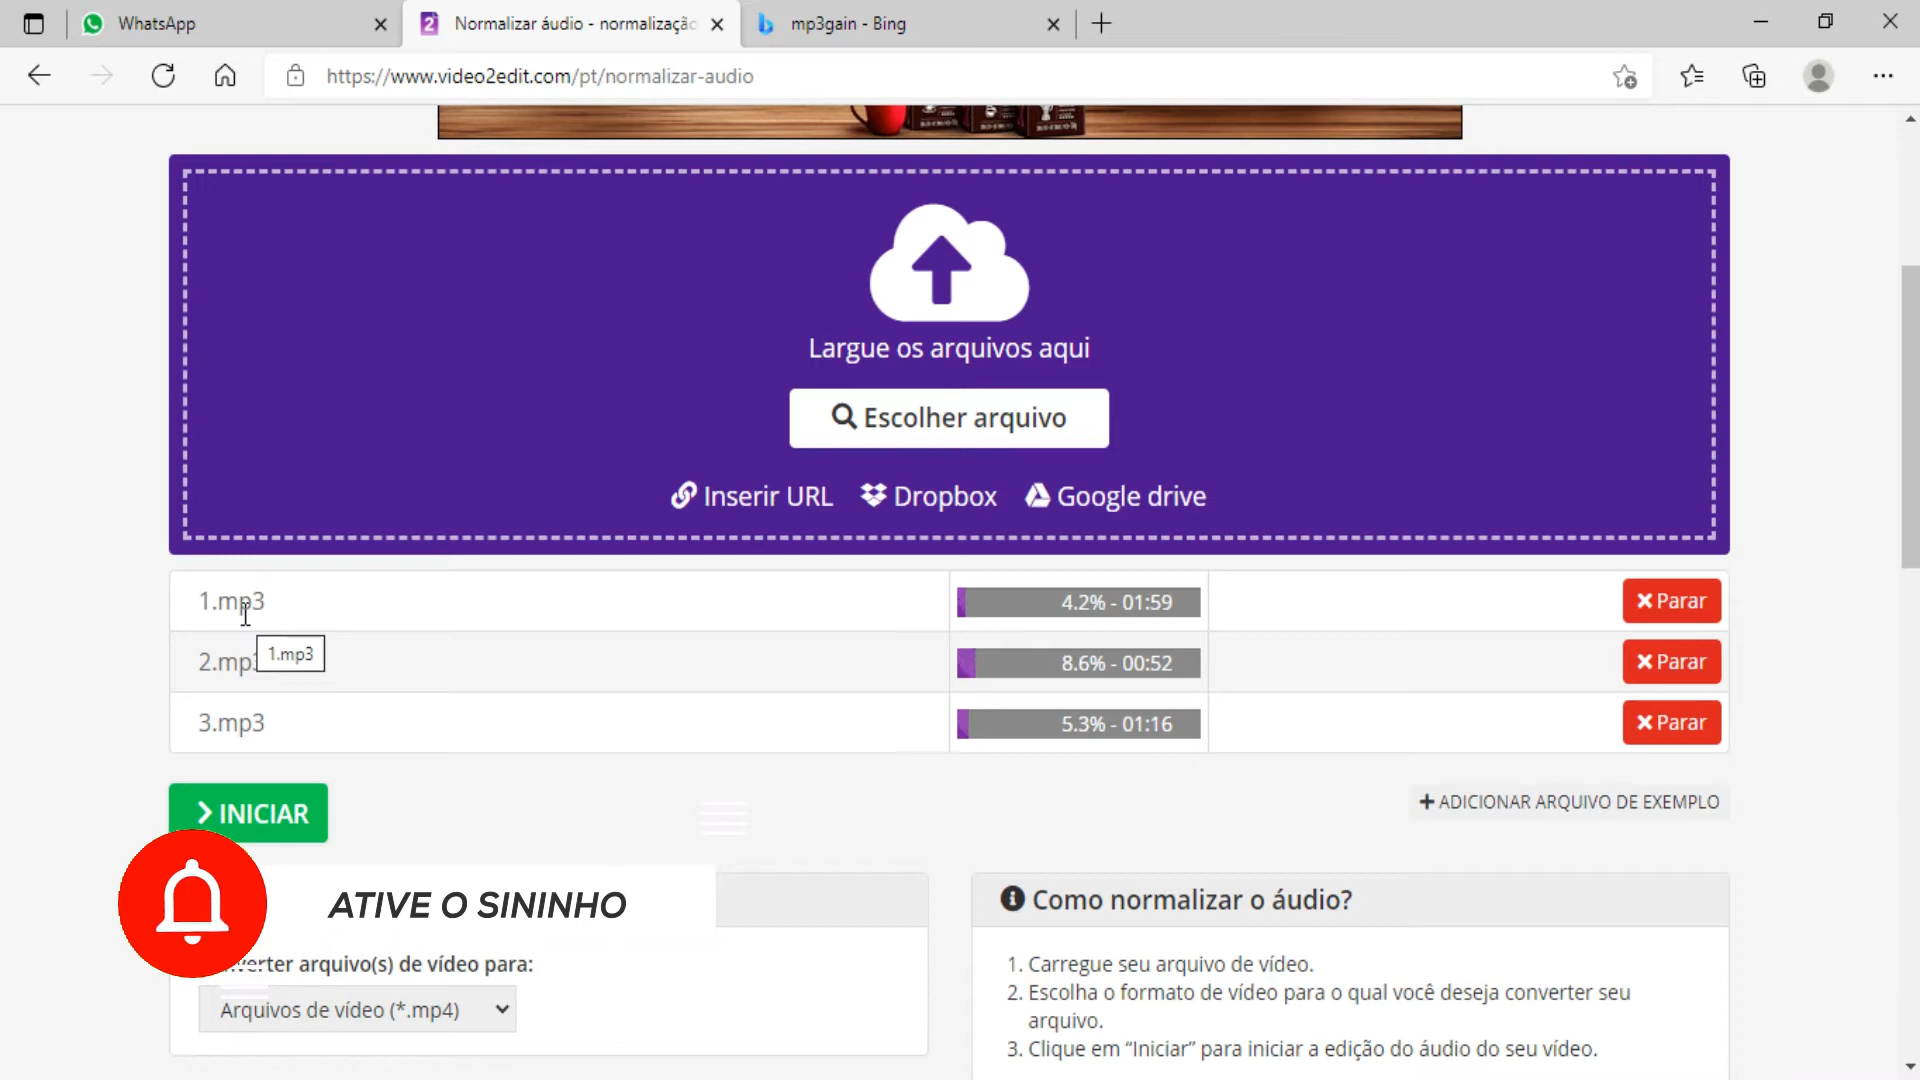 WhatsApp
Normalizar áudio - normalização
mp3gain - Bing
https://www.video2edit.com/pt/normalizar-audio
Largue os arquivos aqui
Escolher arquivo
Inserir URL Dropbox Google drive
1.mp3 4.2% - 01:59 Parar
1.mp3
2.mp3 8.6% - 00:52 Parar
3.mp3 5.3% - 01:16 Parar
INICIAR
ADICIONAR ARQUIVO DE EXEMPLO
ATIVE O SININHO
arquivo(s) de vídeo para:
Arquivos de vídeo (*.mp4)
Como normalizar o áudio?
1. Carregue seu arquivo de vídeo.
2. Escolha o formato de vídeo para o qual você deseja converter seu
arquivo.
3. Clique em “Iniciar” para iniciar a edição do áudio do seu vídeo.